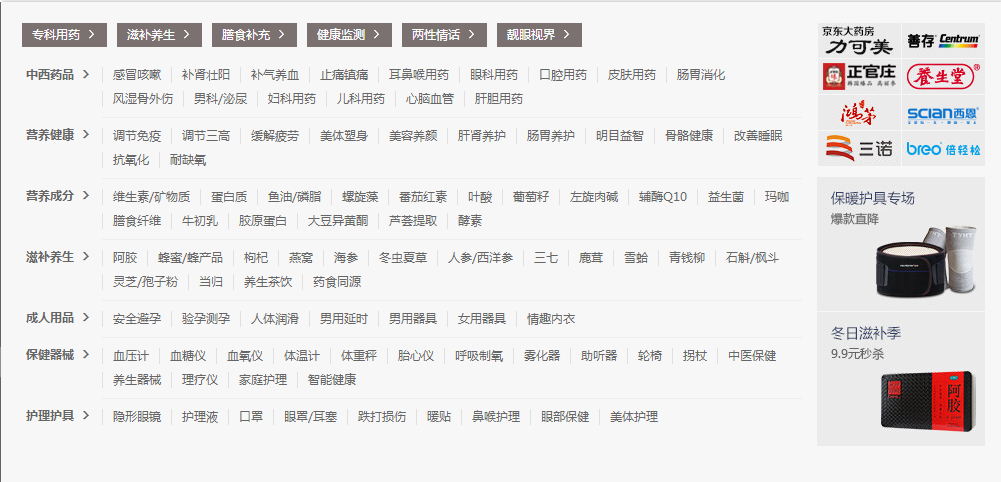 专科用药 > 滋补养生 > 膳食补充 > 健康监测 > 两性情话 > 靓眼视界 >
中西药品 > 感冒咳嗽 补肾壮阳 补气养血 止痛镇痛 耳鼻喉用药 眼科用药 口腔用药 皮肤用药 肠胃消化
风湿骨外伤 男科/泌尿 妇科用药 儿科用药 心脑血管 肝胆用药
营养健康 > 调节免疫 调节三高 缓解疲劳 美体塑身 美容养颜 肝肾养护 肠胃养护 明目益智 骨骼健康 改善睡眠
抗氧化 耐缺氧
营养成分 > 维生素/矿物质 蛋白质 鱼油/磷脂 螺旋藻 番茄红素 叶酸 葡萄籽 左旋肉碱 辅酶Q10 益生菌 玛咖
膳食纤维 牛初乳 胶原蛋白 大豆异黄酮 芦荟提取 酵素
滋补养生 > 阿胶 蜂蜜/蜂产品 枸杞 燕窝 海参 冬虫夏草 人参/西洋参 三七 鹿茸 雪蛤 青钱柳 石斛/枫斗
灵芝/孢子粉 当归 养生茶饮 药食同源
成人用品 > 安全避孕 验孕测孕 人体润滑 男用延时 男用器具 女用器具 情趣内衣
保健器械 > 血压计 血糖仪 血氧仪 体温计 体重秤 胎心仪 呼吸制氧 雾化器 助听器 轮椅 拐杖 中医保健
养生器械 理疗仪 家庭护理 智能健康
护理护具 > 隐形眼镜 护理液 口罩 眼罩/耳塞 跌打损伤 暖贴 鼻喉护理 眼部保健 美体护理
京东大药房
力可美
善存 Centrum
正官庄
養生堂®
鸿茅
SCIAN西恩
三诺
breo 倍轻松
保暖护具专场
爆款直降
冬日滋补季
9.9元秒杀
阿胶